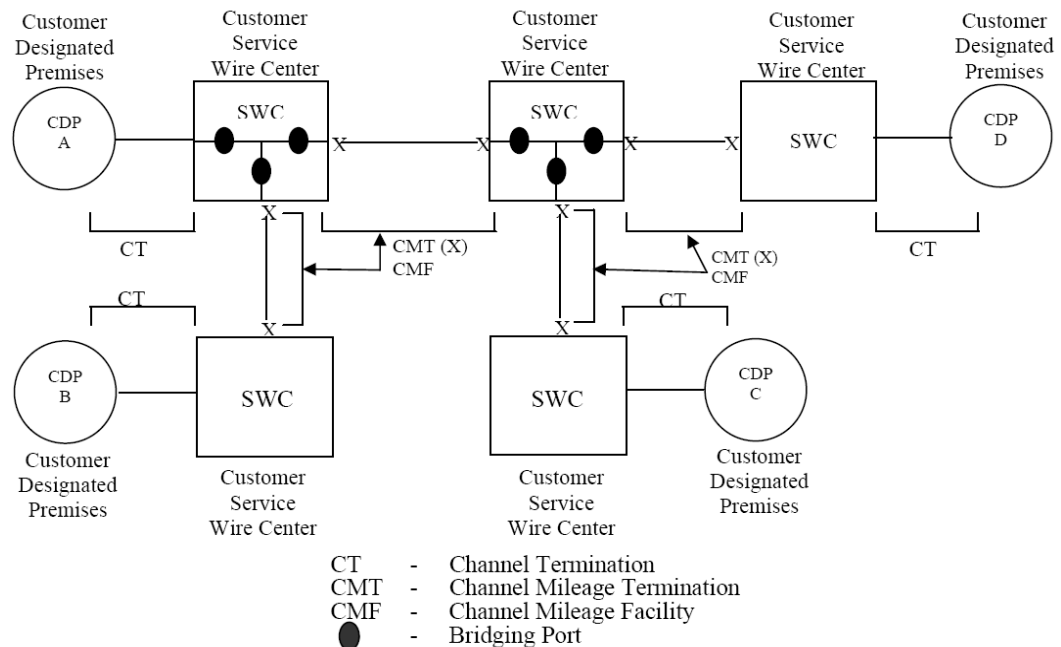 Customer
Designated
Premises
Customer
Service
Wire Center
Customer
Service
Wire Center
Customer
Service
Wire Center
Customer
Designated
Premises
CDP
A
SWC
X
X
SWC
X
X
SWC
CDP
D
X
X
CT
CMT (X)
CMF
CMT (X)
CMF
CT
CT
X
X
CT
CDP
B
SWC
SWC
CDP
C
Customer
Designated
Premises
Customer
Service
Wire Center
Customer
Service
Wire Center
Customer
Designated
Premises
CT - Channel Termination
CMT - Channel Mileage Termination
CMF - Channel Mileage Facility
- Bridging Port